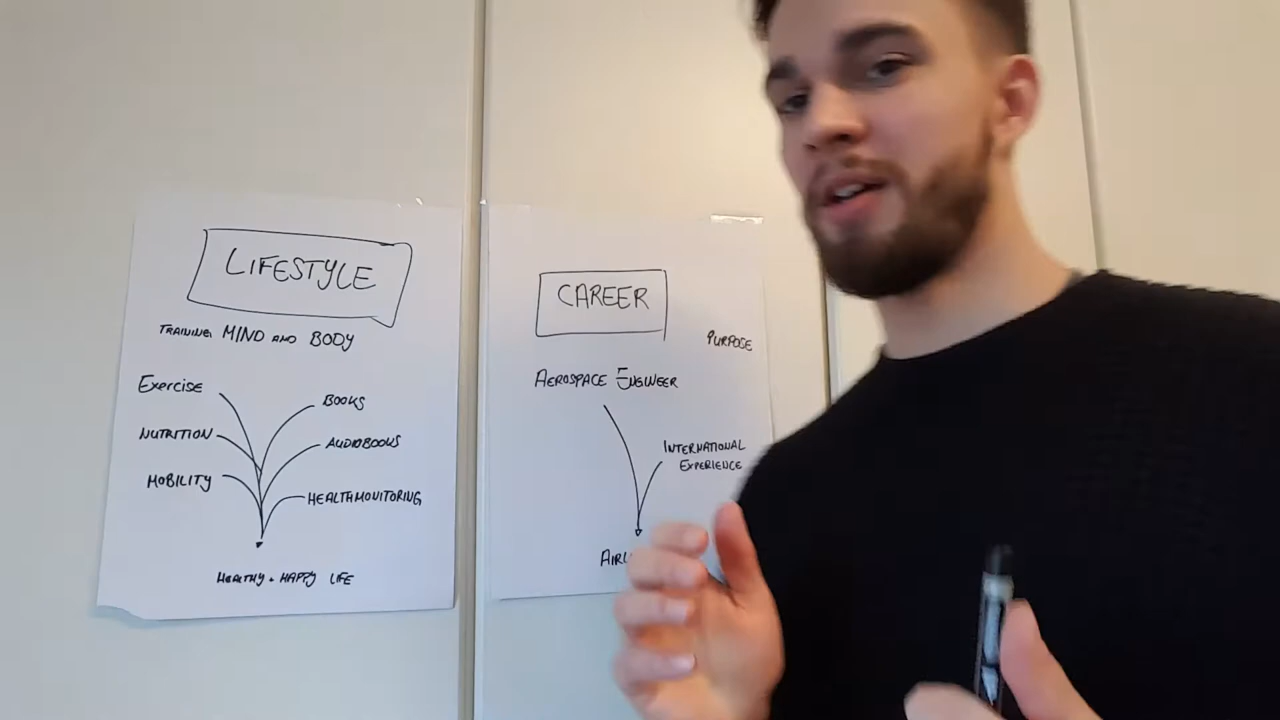 LIFESTYLE
TRAINING MIND AND BODY
Exercise
BOOKS
NUTRITION
AUDIOBOOKS
MOBILITY
HEALTHMONITORING
HEALTHY + HAPPY LIFE
CAREER
PURPOSE
AEROSPACE ENGINEER
INTERNATIONAL
EXPERIENCE